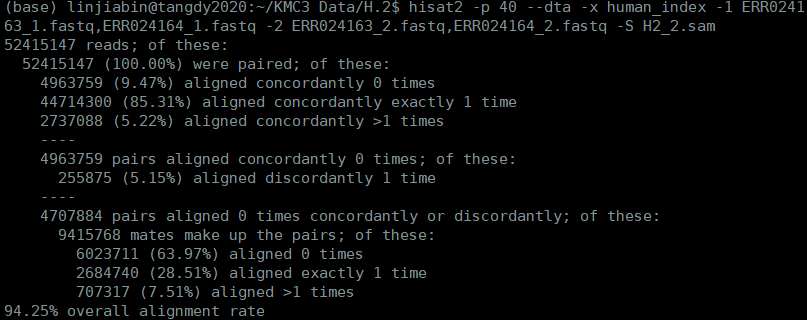 (base) linjiabin@tangdy2020:~/KMC3 Data/H.2$ hisat2 -p 40 --dta -x human_index -1 ERR0241
63_1.fastq,ERR024164_1.fastq -2 ERR024163_2.fastq,ERR024164_2.fastq -S H2_2.sam
52415147 reads; of these:
  52415147 (100.00%) were paired; of these:
    4963759 (9.47%) aligned concordantly 0 times
    44714300 (85.31%) aligned concordantly exactly 1 time
    2737088 (5.22%) aligned concordantly >1 times
    ----
    4963759 pairs aligned concordantly 0 times; of these:
      255875 (5.15%) aligned discordantly 1 time
    ----
    4707884 pairs aligned 0 times concordantly or discordantly; of these:
      9415768 mates make up the pairs; of these:
        6023711 (63.97%) aligned 0 times
        2684740 (28.51%) aligned exactly 1 time
        707317 (7.51%) aligned >1 times
94.25% overall alignment rate